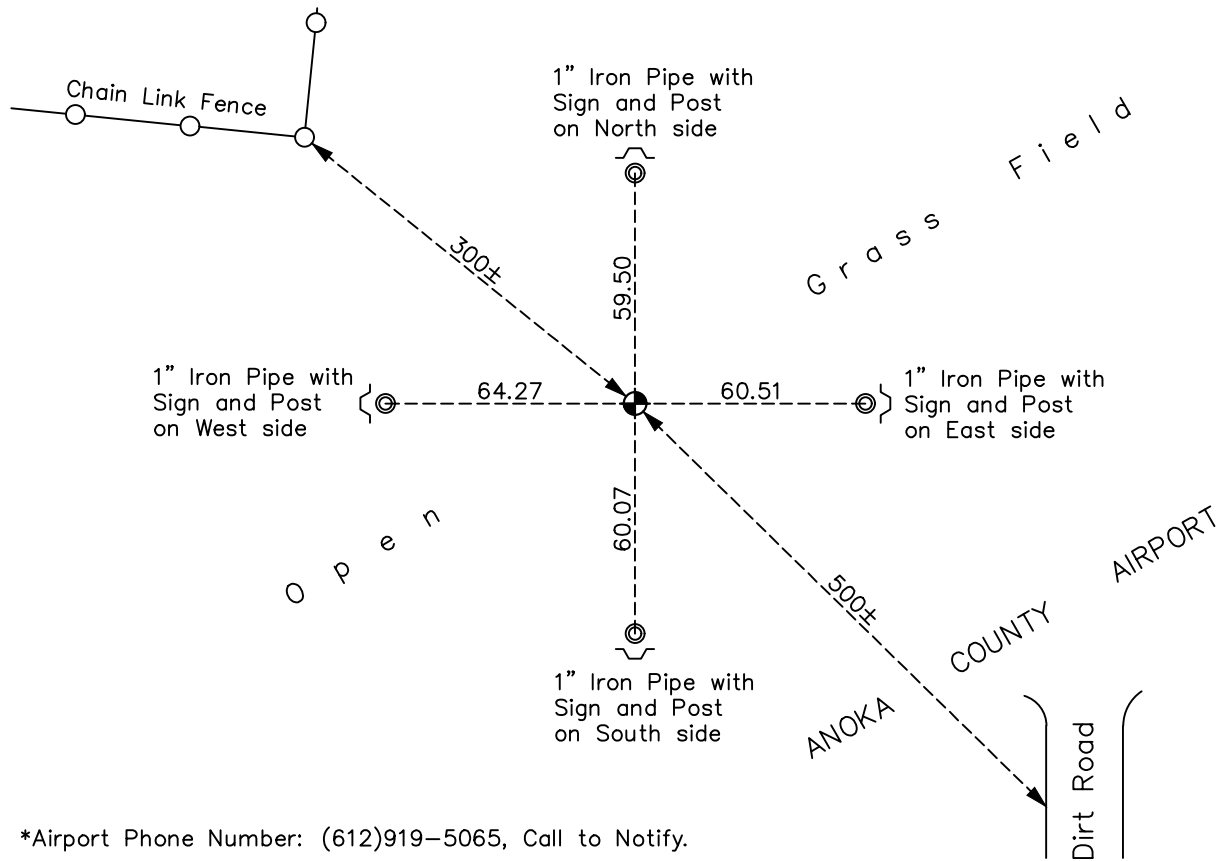 Chain Link Fence
1” Iron Pipe with
Sign and Post
on North side
Grass Field
300±
59.50
1” Iron Pipe with
Sign and Post
on West side
64.27
60.51
1” Iron Pipe with
Sign and Post
on East side
60.07
Open
500±
1” Iron Pipe with
Sign and Post
on South side
ANOKA COUNTY AIRPORT
Dirt Road
*Airport Phone Number: (612)919–5065, Call to Notify.